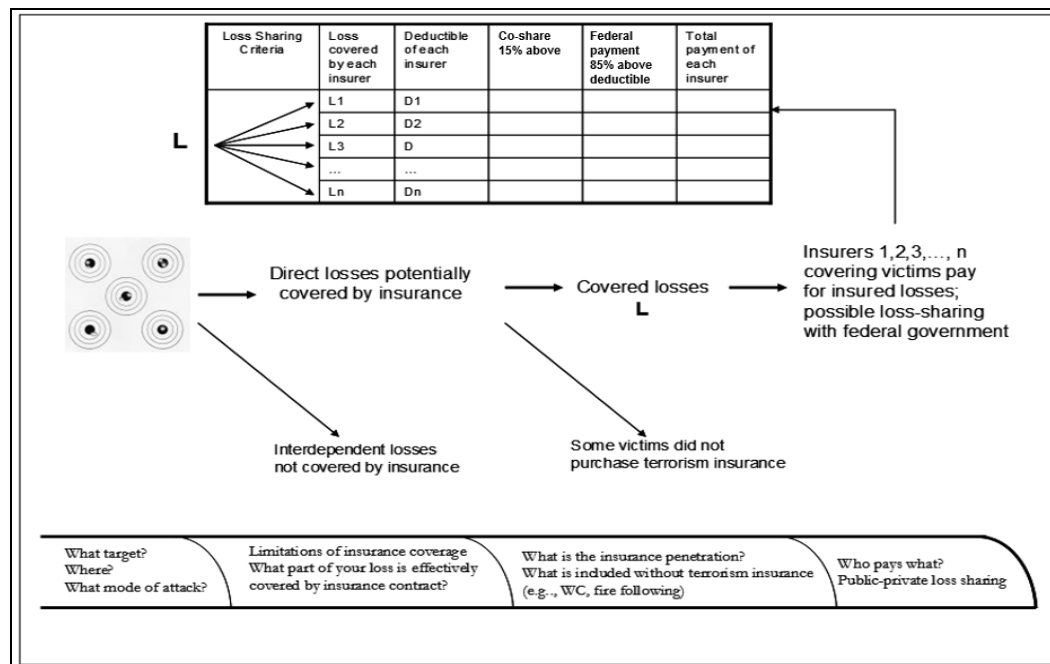 Loss Sharing
Criteria
Loss
covered
by each
insurer
Deductible
of each
insurer
Co-share
15% above
Federal
payment
85% above
deductible
Total
payment of
each
insurer
L
L1
D1
L2
D2
L3
D
...
...
Ln
Dn
Direct losses potentially
covered by insurance
Covered losses
L
Insurers 1,2,3,…, n
covering victims pay
for insured losses;
possible loss-sharing
with federal government
Interdependent losses
not covered by insurance
Some victims did not
purchase terrorism insurance
What target?
Where?
What mode of attack?
Limitations of insurance coverage
What part of your loss is effectively
covered by insurance contract?
What is the insurance penetration?
What is included without terrorism insurance
(e.g.., WC, fire following)
Who pays what?
Public-private loss sharing